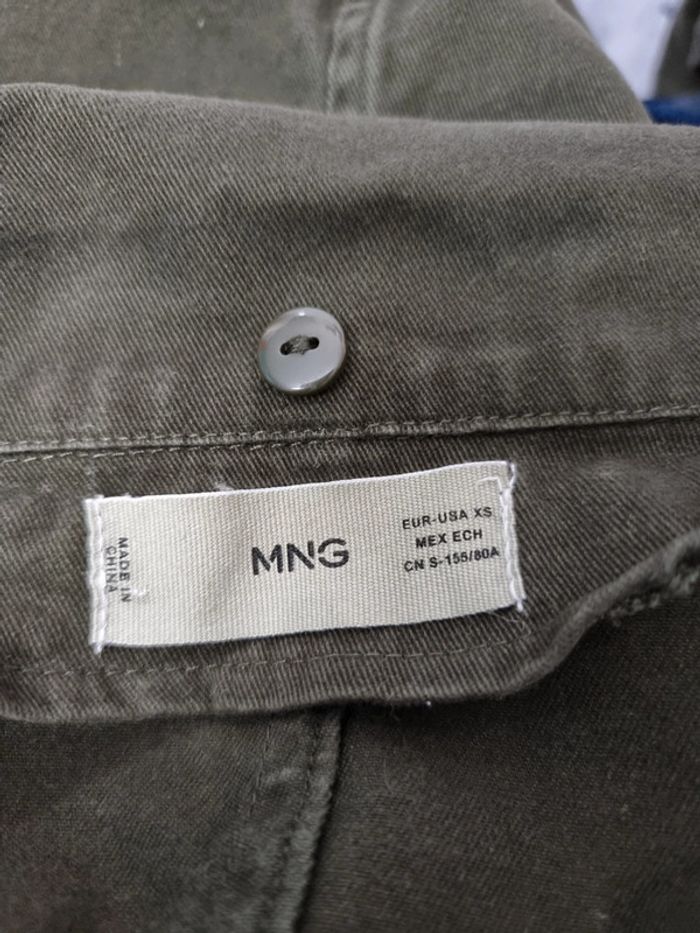 MADE IN
CHINA
MNG
EUR-USA XS
MEX ECH
CN S-155/80A